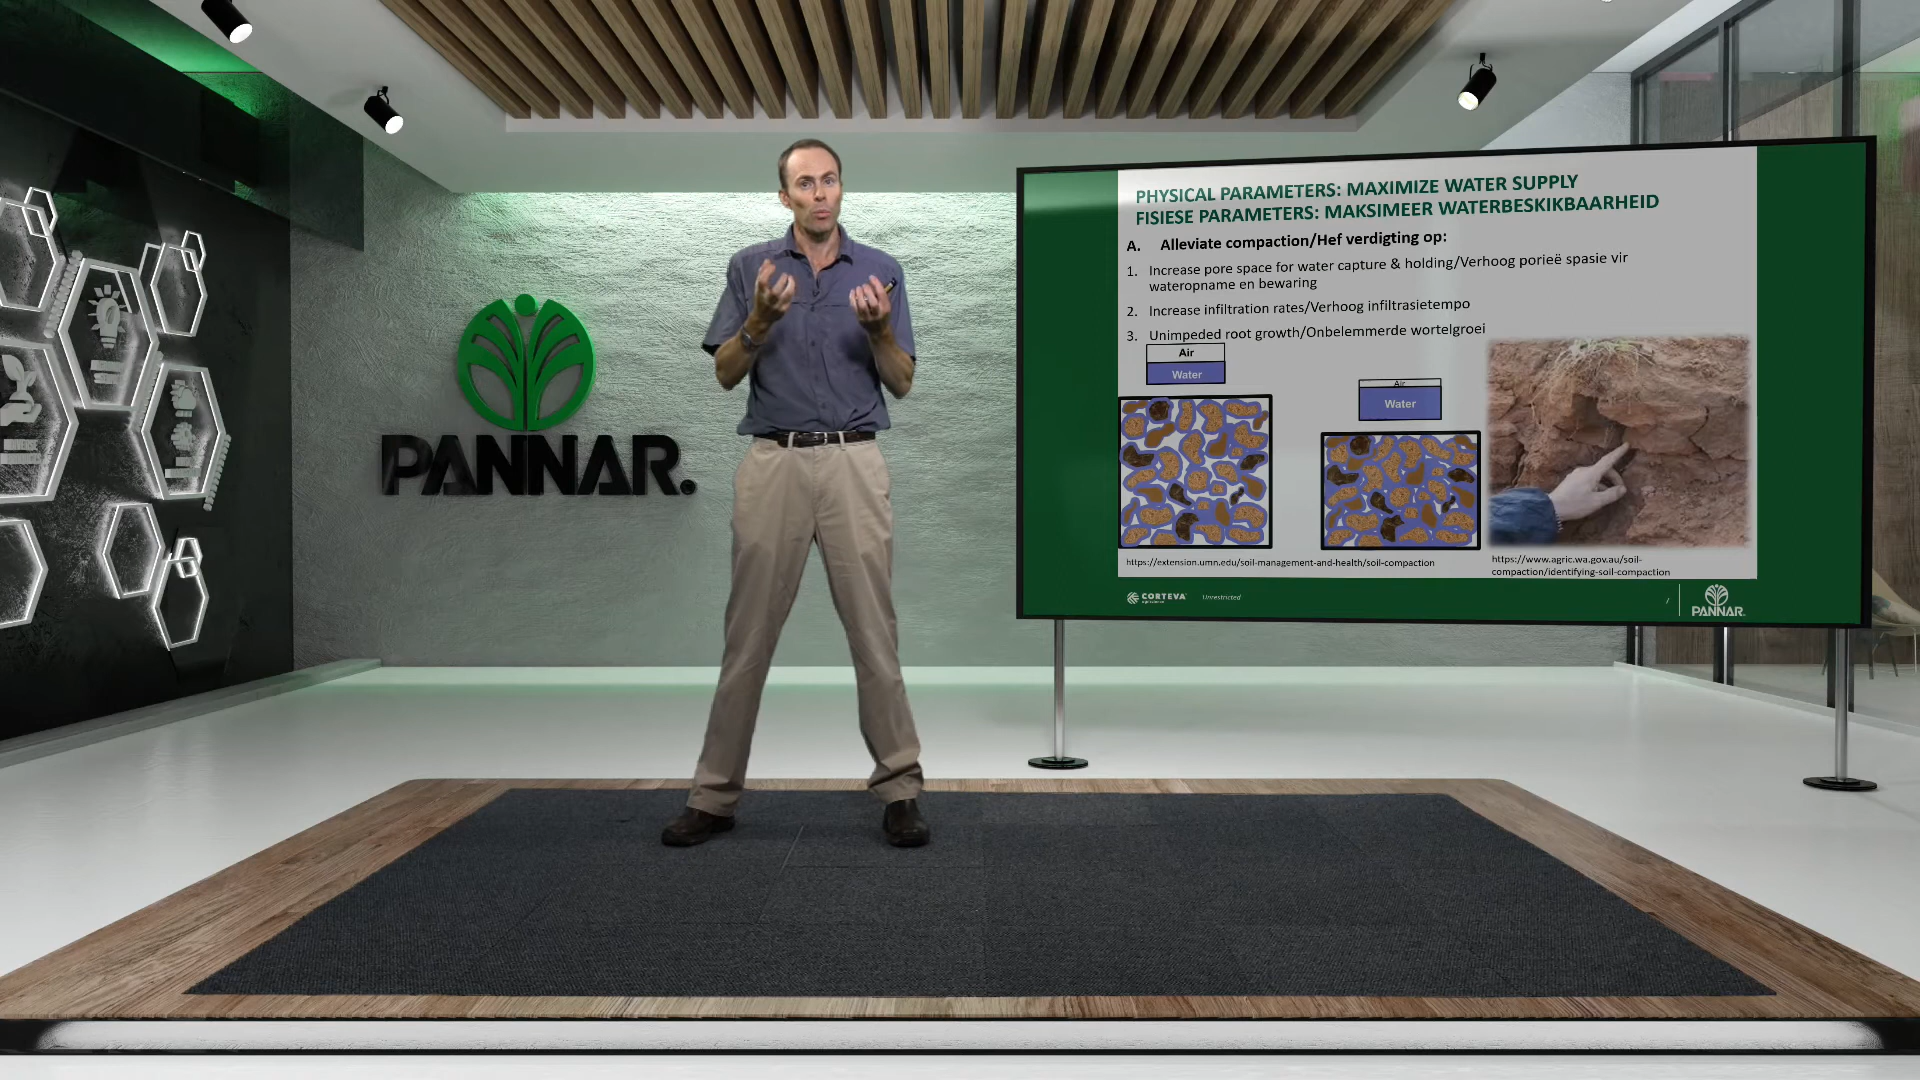 PANNAR.
PHYSICAL PARAMETERS: MAXIMIZE WATER SUPPLY
FISIESE PARAMETERS: MAKSIMEER WATERBESKIKBAARHEID
A. Alleviate compaction/Hef verdigting op:
1. Increase pore space for water capture & holding/Verhoog porieë spasie vir
wateropname en bewaring
2. Increase infiltration rates/Verhoog infiltrasietempo
3. Unimpeded root growth/Onbelemmerde wortelgroei
Air
Water
Air
Water
https://extension.umn.edu/soil-management-and-health/soil-compaction
https://www.agric.wa.gov.au/soil-
compaction/identifying-soil-compaction
CORTEVA
Unrestricted
PANNAR.